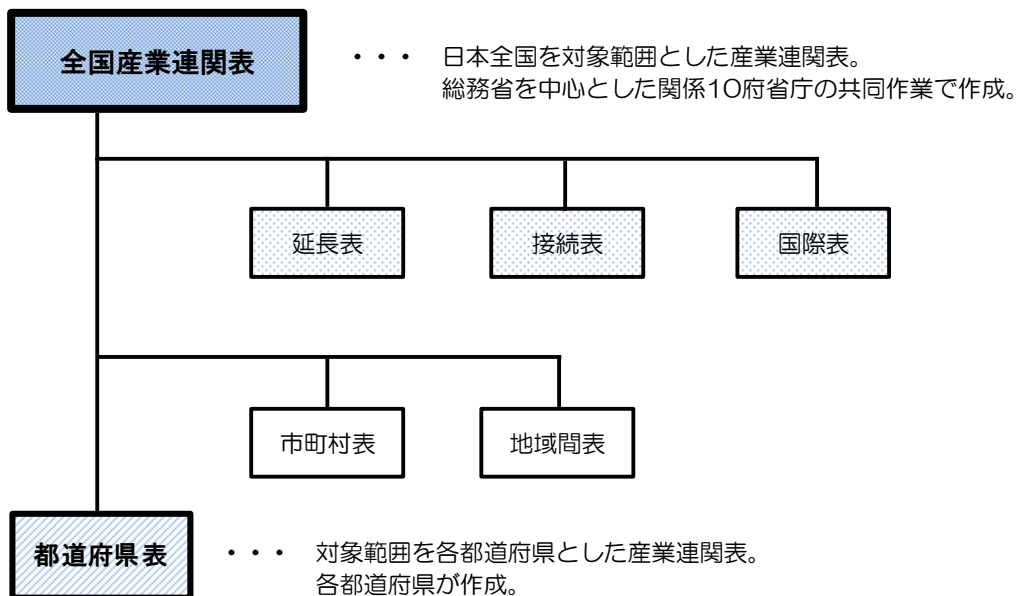 全国産業連関表
・・・ 日本全国を対象範囲とした産業連関表。
総務省を中心とした関係10府省庁の共同作業で作成。
延長表
接続表
国際表
市町村表
地域間表
都道府県表
・・・ 対象範囲を各都道府県とした産業連関表。
各都道府県が作成。